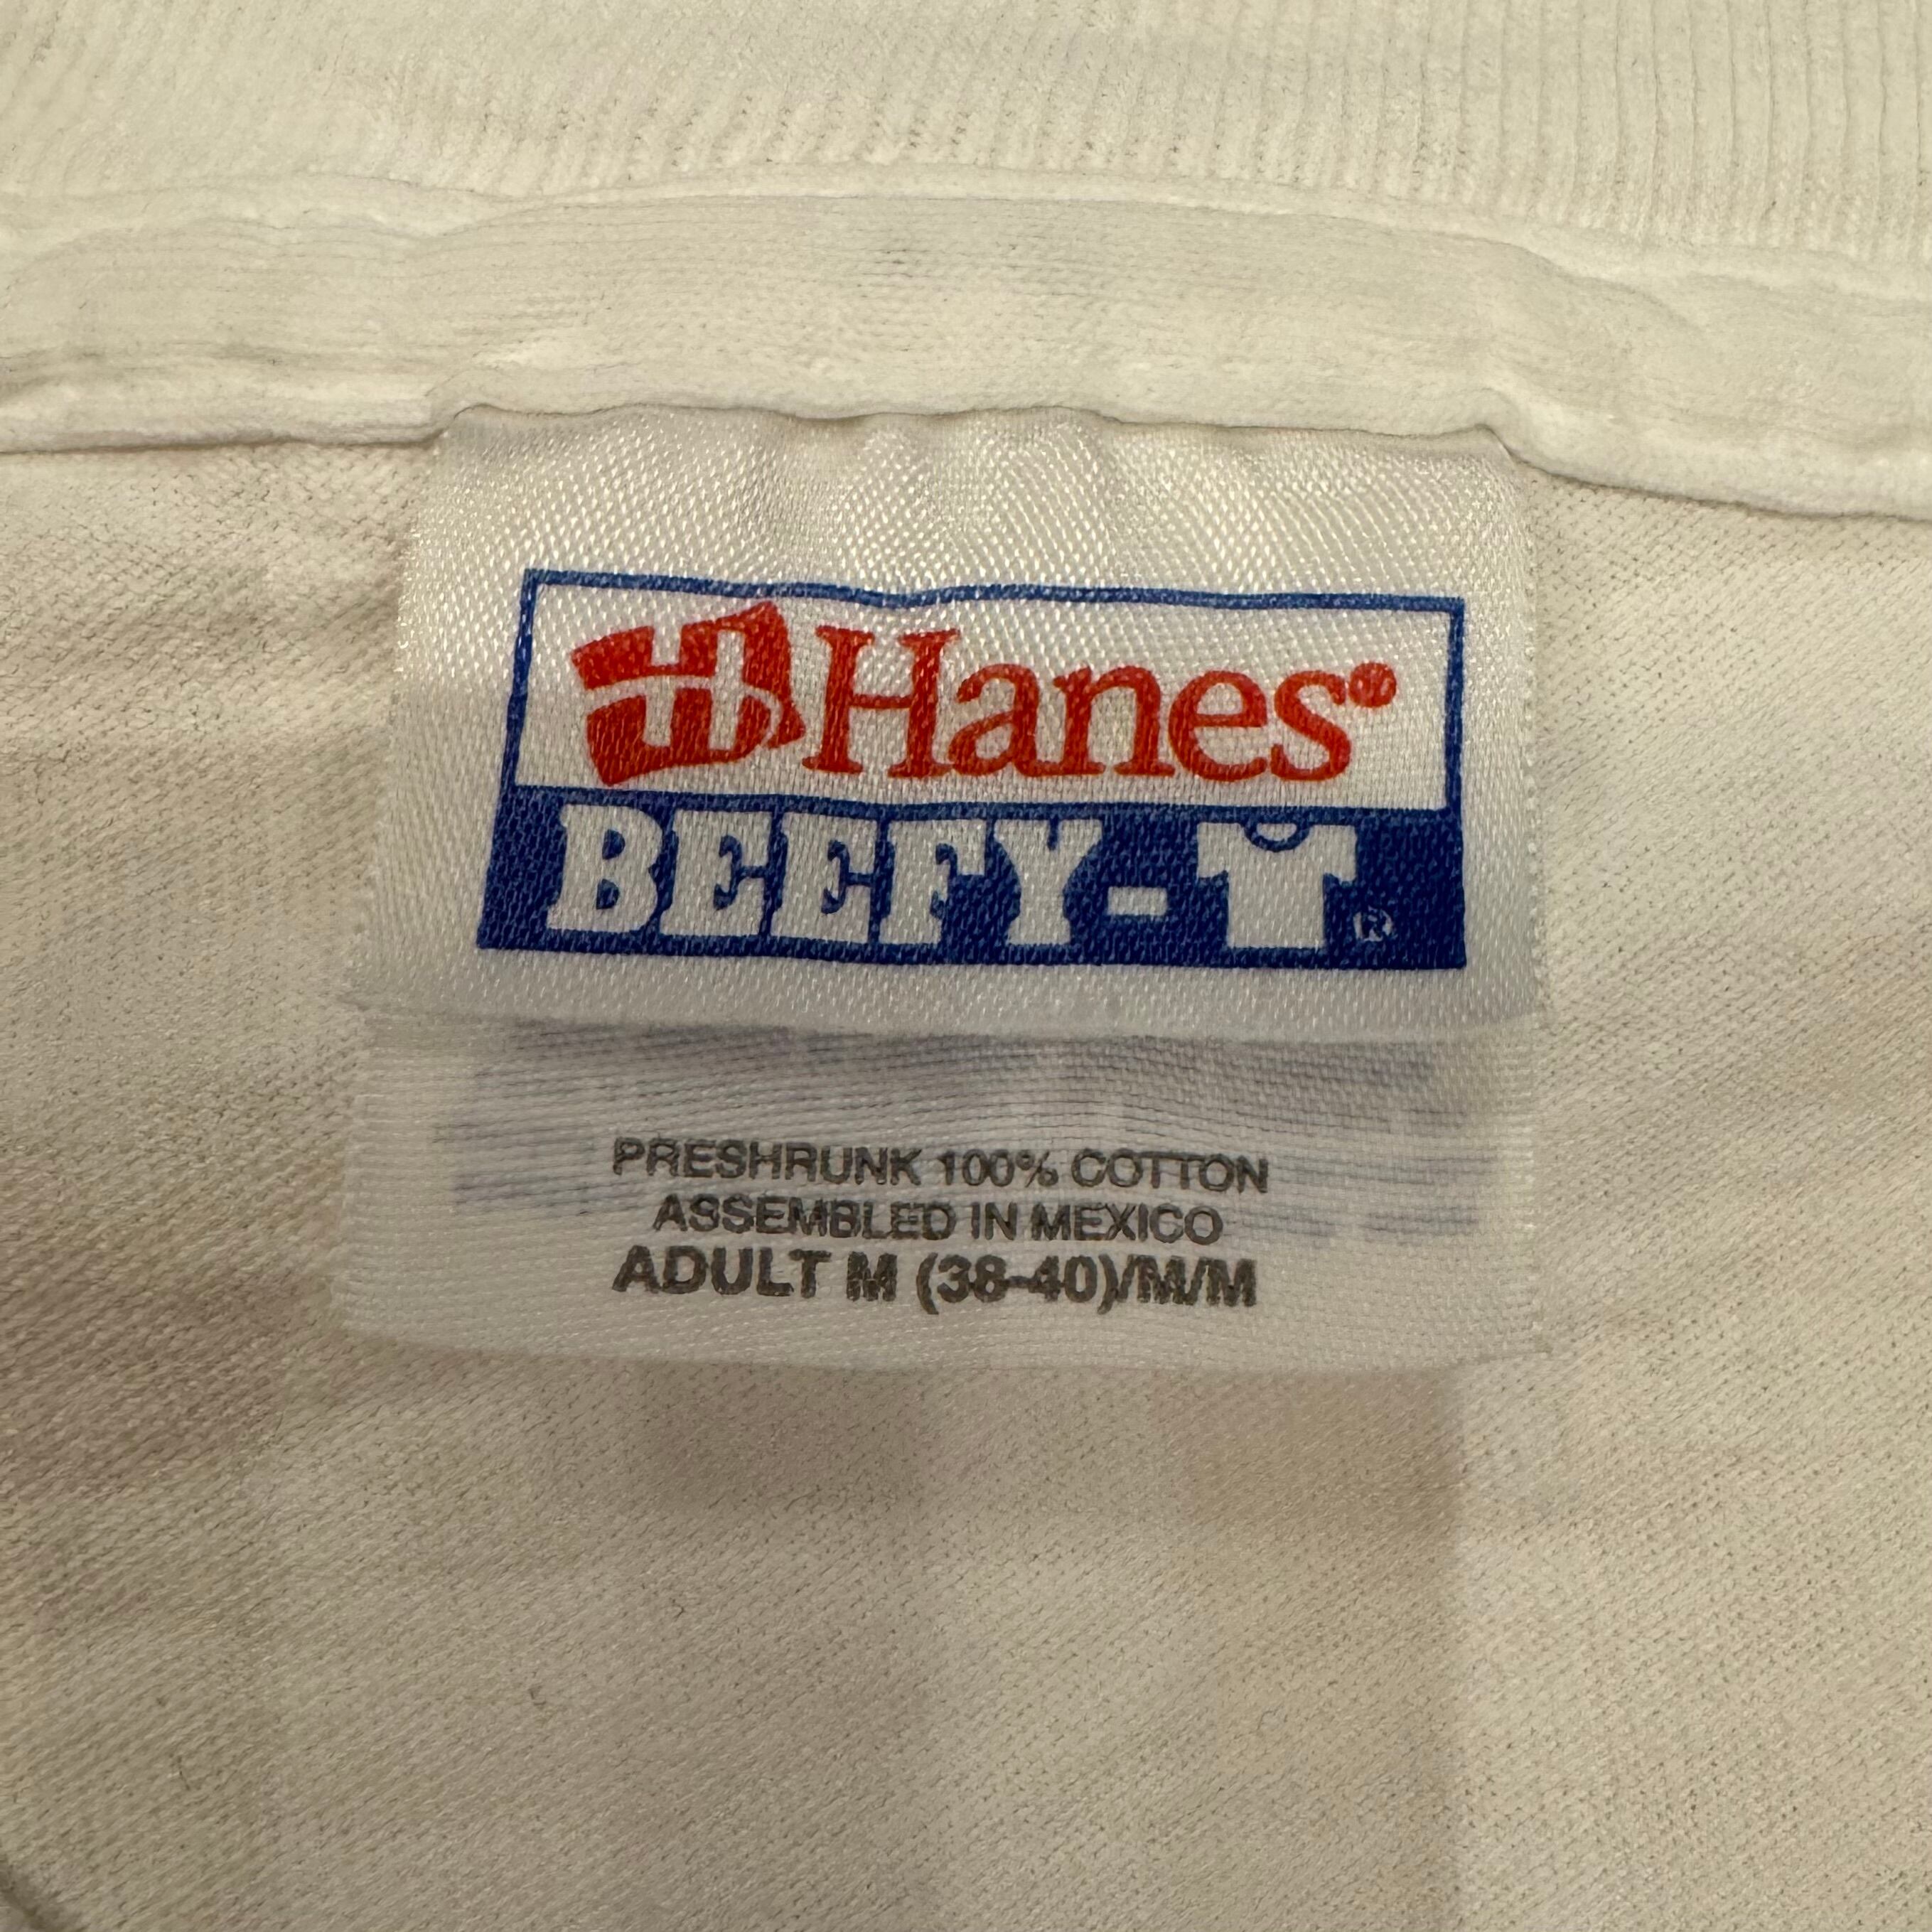 Hanes®
BEEFY-T®
PRESHRUNK 100% COTTON
ASSEMBLED IN MEXICO
ADULT M (38-40)/M/M